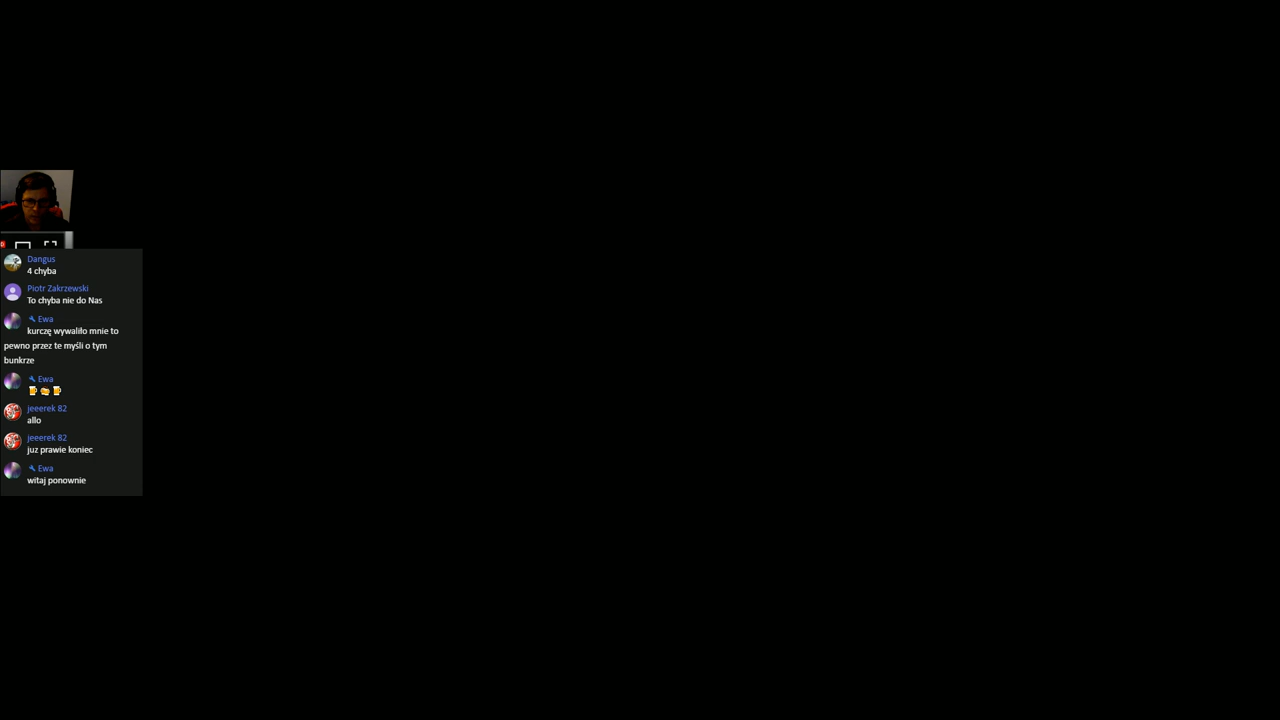 Dangus
4 chyba
Piotr Zakrzewski
To chyba nie do Nas
Ewa
kurczę wywaliło mnie to
pewno przez te myśli o tym
bunkrze
Ewa
🍺🍻🍺
jeeerek 82
allo
jeeerek 82
juz prawie koniec
Ewa
witaj ponownie